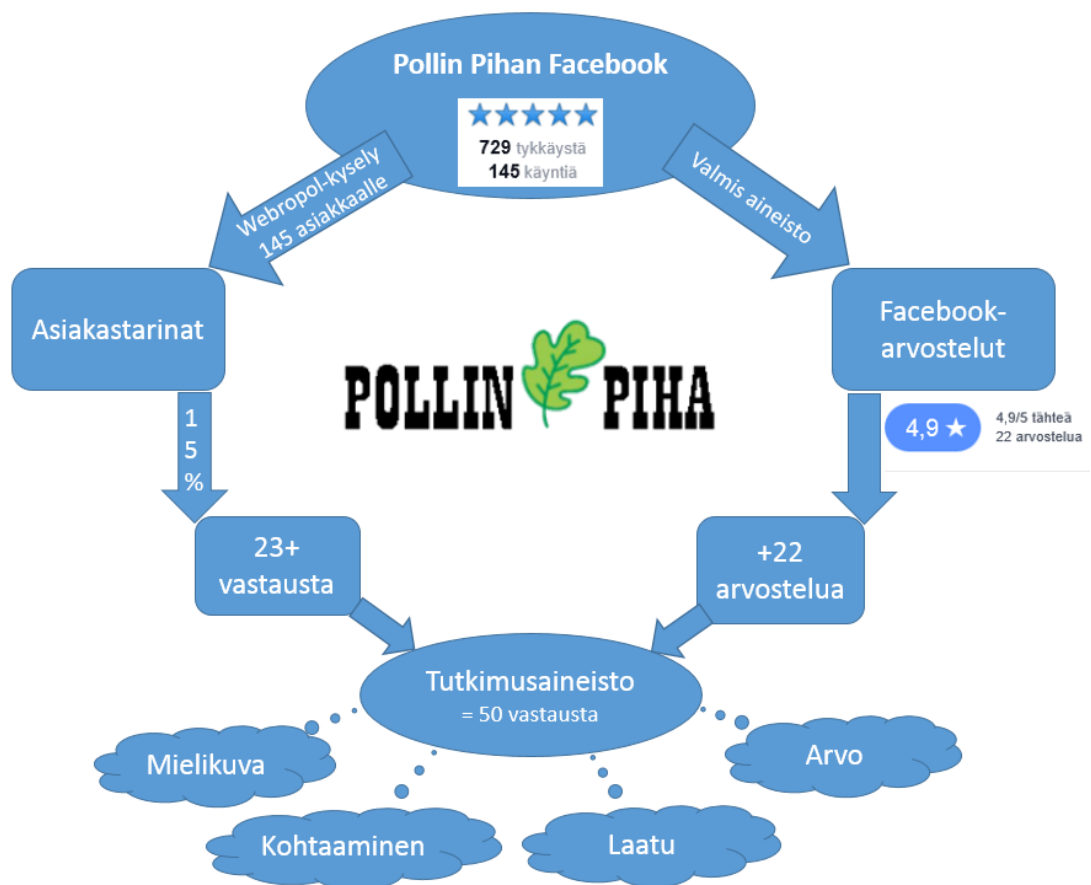 Pollin Pihan Facebook
729 tykkäystä
145 käyntiä
Webropol-kysely
145 asiakkaalle
Valmis aineisto
Asiakastarinat
Facebook-
arvostelut
POLLIN PIHA
1
5
%
4,9 ★
4,9/5 tähteä
22 arvostelua
23+
vastausta
+22
arvostelua
Tutkimusaineisto
= 50 vastausta
Mielikuva
Arvo
Kohtaaminen
Laatu